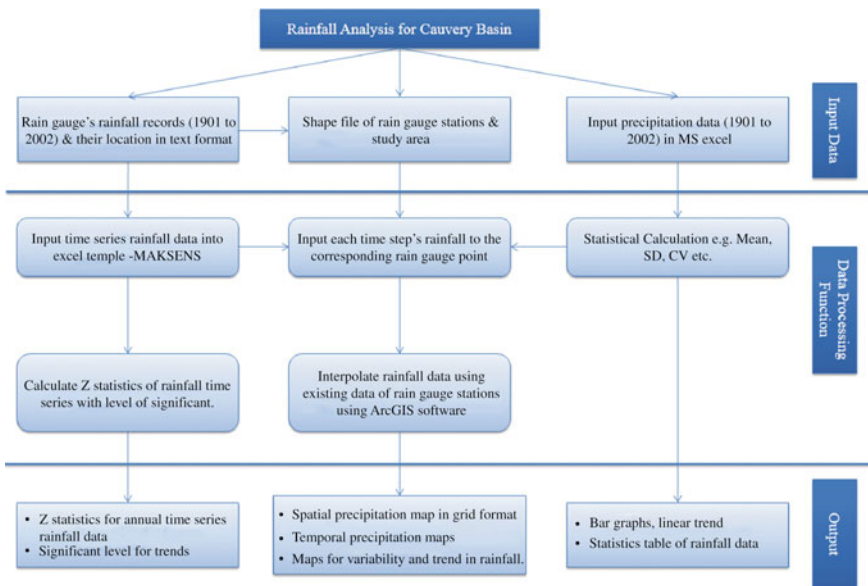 Rainfall Analysis for Cauvery Basin
Rain gauge's rainfall records (1901 to
2002) & their location in text format
Shape file of rain gauge stations &
study area
Input precipitation data (1901 to
2002) in MS excel
Input Data
Input time series rainfall data into
excel temple -MAKSENS
Input each time step's rainfall to the
corresponding rain gauge point
Statistical Calculation e.g. Mean,
SD, CV etc.
Data Processing
Function
Calculate Z statistics of rainfall time
series with level of significant.
Interpolate rainfall data using
existing data of rain gauge stations
using ArcGIS software
• Z statistics for annual time series
rainfall data
• Significant level for trends
• Spatial precipitation map in grid format
• Temporal precipitation maps
• Maps for variability and trend in rainfall.
• Bar graphs, linear trend
• Statistics table of rainfall data
Output